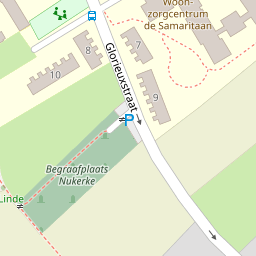 Woon-
zorgcentrum
de Samaritaan
8
7
10
9
Glorieuxstraat
P
Begraafplaats
Nukerke
Linde